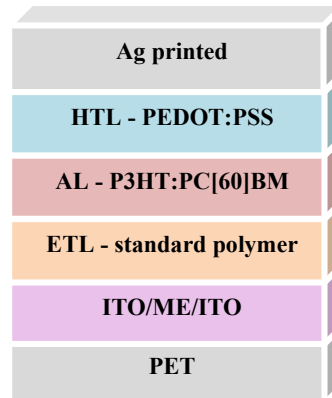 Ag printed
HTL - PEDOT:PSS
AL - P3HT:PC[60]BM
ETL - standard polymer
ITO/ME/ITO
PET